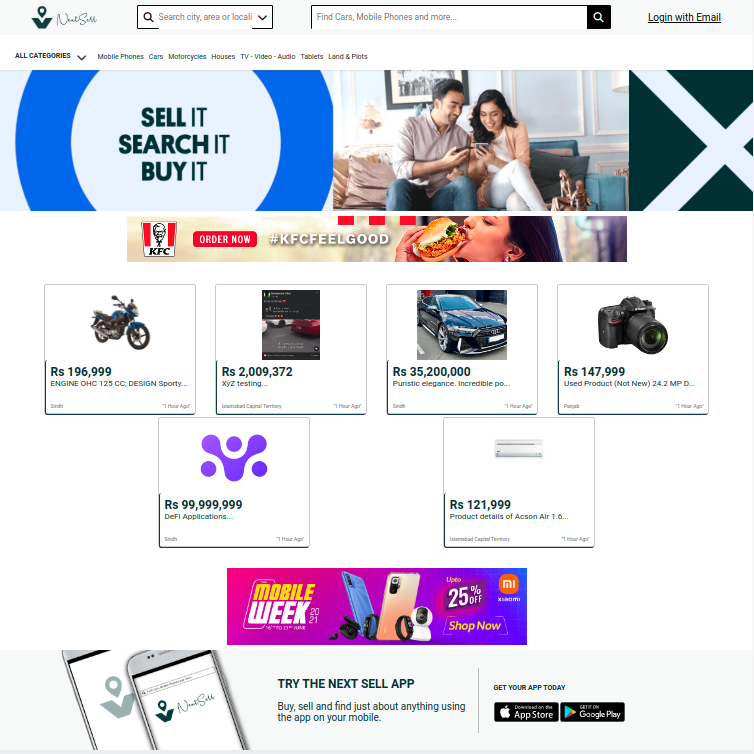 NextSell
Search city, area or locali
Find Cars, Mobile Phones and more...
Login with Email
ALL CATEGORIES
Mobile Phones Cars Motorcycles Houses TV - Video - Audio Tablets Land & Plots
SELL IT
SEARCH IT
BUY IT
KFC
ORDER NOW
#KFCFEELGOOD
Rs 196,999
ENGINE OHC 125 CC; DESIGN Sporty...
Sindh "1 Hour Ago"
Rs 2,009,372
XyZ testing...
Islamabad Capital Territory "1 Hour Ago"
Rs 35,200,000
Puristic elegance. Incredible po...
Sindh "1 Hour Ago"
Rs 147,999
Used Product (Not New) 24.2 MP D...
Punjab "1 Hour Ago"
Rs 99,999,999
DeFi Applications...
Sindh "1 Hour Ago"
Rs 121,999
Product details of Acson Air 1.6...
Islamabad Capital Territory "1 Hour Ago"
MOBILE
WEEK 2021
16TH TO 21ST JUNE
Upto
25% OFF
Shop Now
mi
xiaomi
NextSell
TRY THE NEXT SELL APP
Buy, sell and find just about anything using
the app on your mobile.
GET YOUR APP TODAY
Download on the
App Store
GET IT ON
Google Play